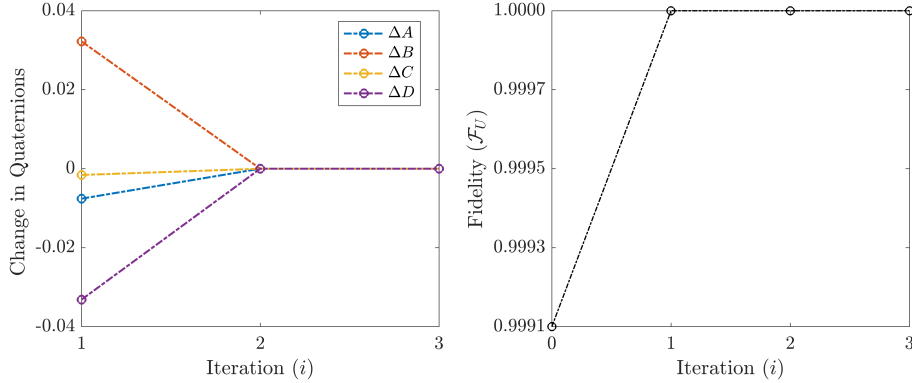 0.04
0.02
0
-0.02
-0.04
1
2
3
Change in Quaternions
Iteration (i)
ΔA
ΔB
ΔC
ΔD
1.0000
0.9997
0.9995
0.9993
0.9991
0
1
2
3
Fidelity (𝓕_U)
Iteration (i)